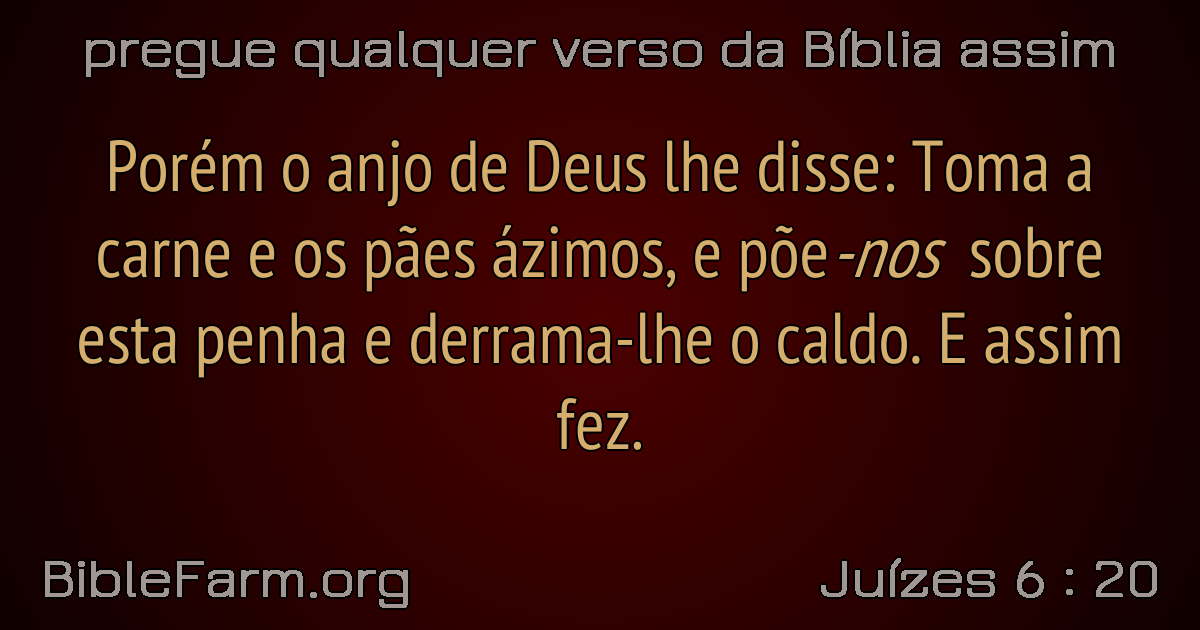 pregue qualquer verso da Bíblia assim
Porém o anjo de Deus lhe disse: Toma a
carne e os pães ázimos, e põe-nos sobre
esta penha e derrama-lhe o caldo. E assim
fez.
BibleFarm.org
Juízes 6 : 20